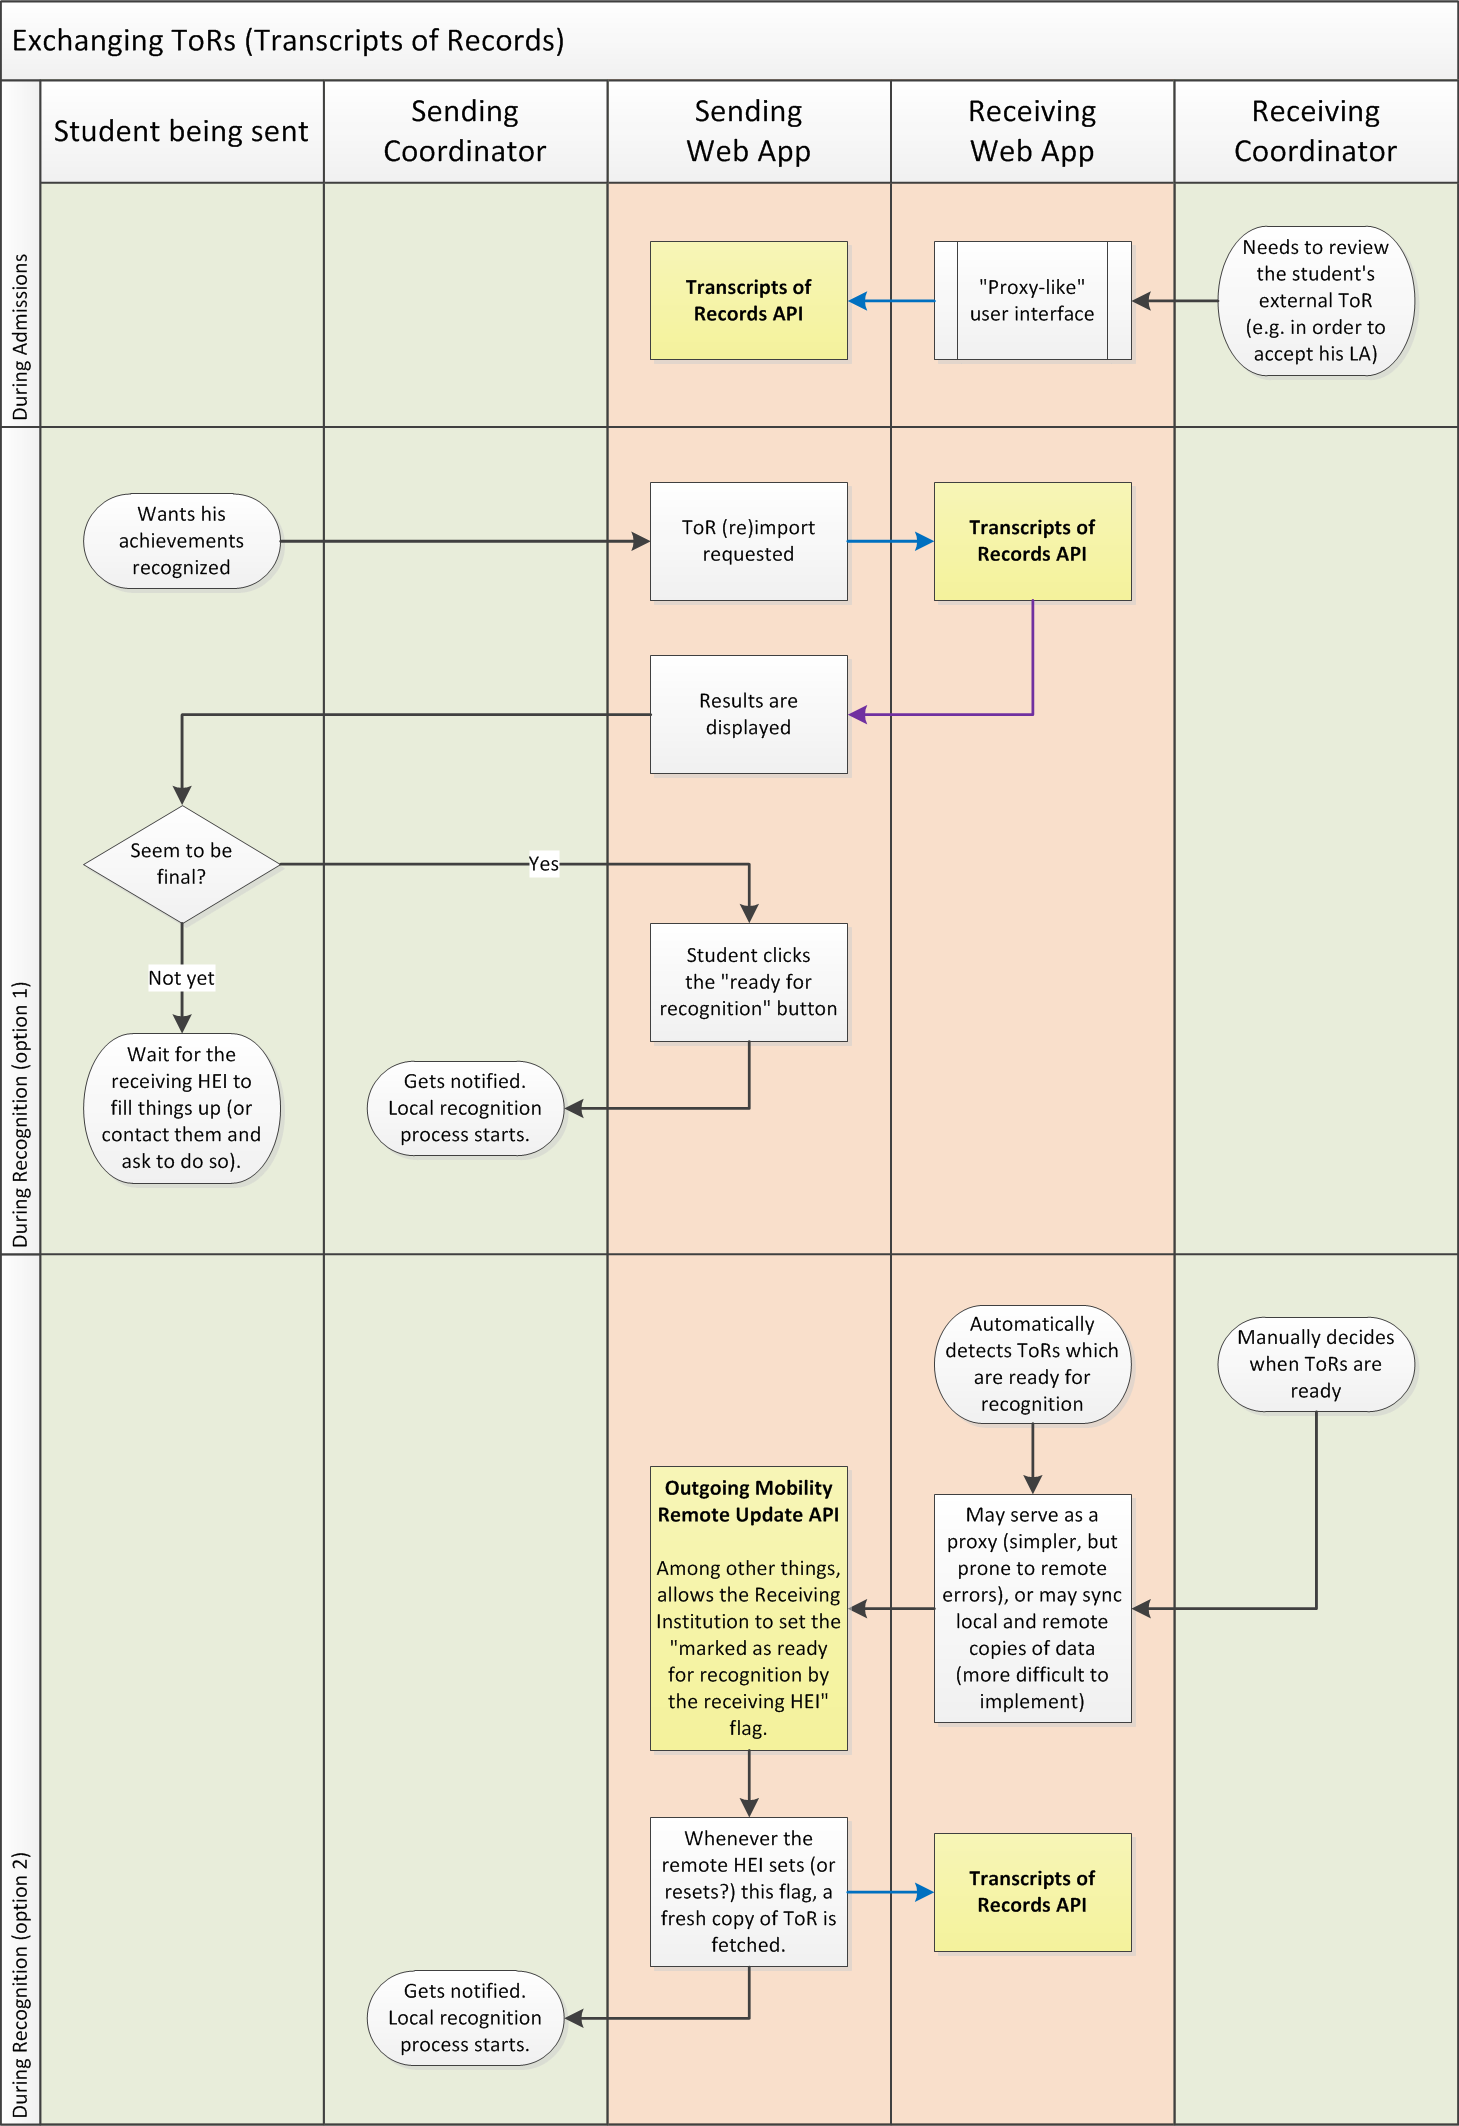 Exchanging ToRs (Transcripts of Records)
Student being sent
Sending
Coordinator
Sending
Web App
Receiving
Web App
Receiving
Coordinator
During Admissions
Transcripts of
Records API
"Proxy-like"
user interface
Needs to review
the student's
external ToR
(e.g. in order to
accept his LA)
During Recognition (option 1)
Wants his
achievements
recognized
ToR (re)import
requested
Transcripts of
Records API
Results are
displayed
Seem to be
final?
Yes
Not yet
Student clicks
the "ready for
recognition" button
Wait for the
receiving HEI to
fill things up (or
contact them and
ask to do so).
Gets notified.
Local recognition
process starts.
During Recognition (option 2)
Automatically
detects ToRs which
are ready for
recognition
Manually decides
when ToRs are
ready
Outgoing Mobility
Remote Update API
Among other things,
allows the Receiving
Institution to set the
"marked as ready
for recognition by
the receiving HEI"
flag.
May serve as a
proxy (simpler, but
prone to remote
errors), or may sync
local and remote
copies of data
(more difficult to
implement)
Whenever the
remote HEI sets (or
resets?) this flag, a
fresh copy of ToR is
fetched.
Transcripts of
Records API
Gets notified.
Local recognition
process starts.